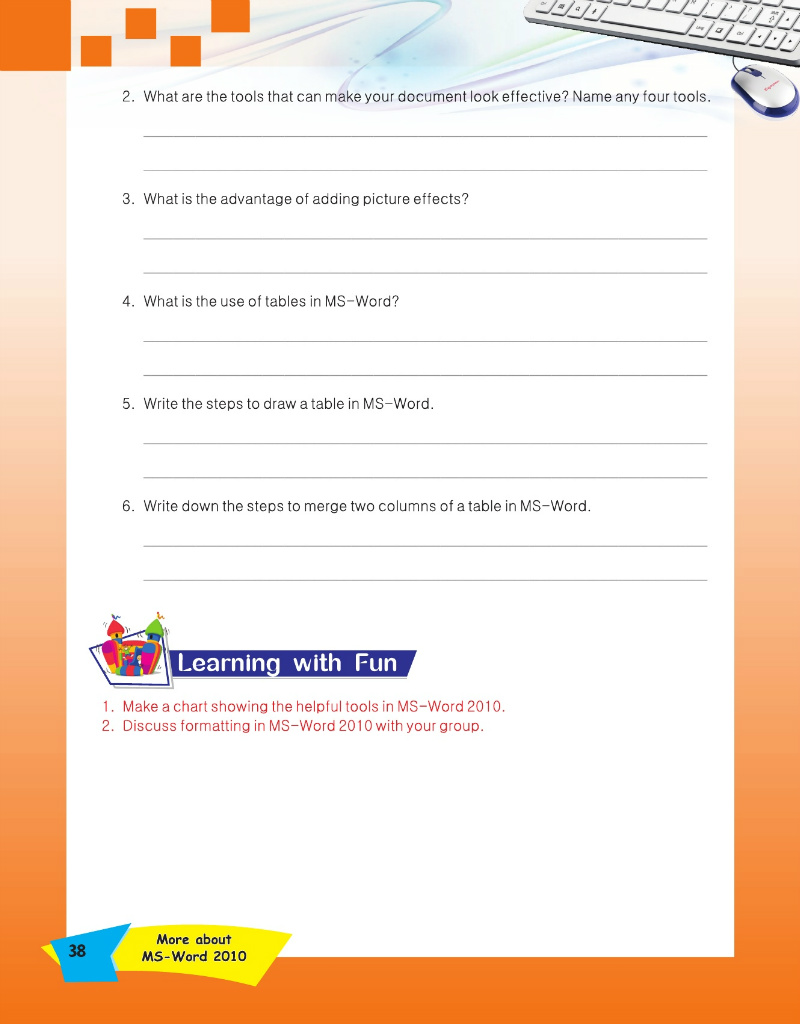 2. What are the tools that can make your document look effective? Name any four tools.
3. What is the advantage of adding picture effects?
4. What is the use of tables in MS-Word?
5. Write the steps to draw a table in MS-Word.
6. Write down the steps to merge two columns of a table in MS-Word.
Learning with Fun
1. Make a chart showing the helpful tools in MS-Word 2010.
2. Discuss formatting in MS-Word 2010 with your group.
38
More about
MS-Word 2010